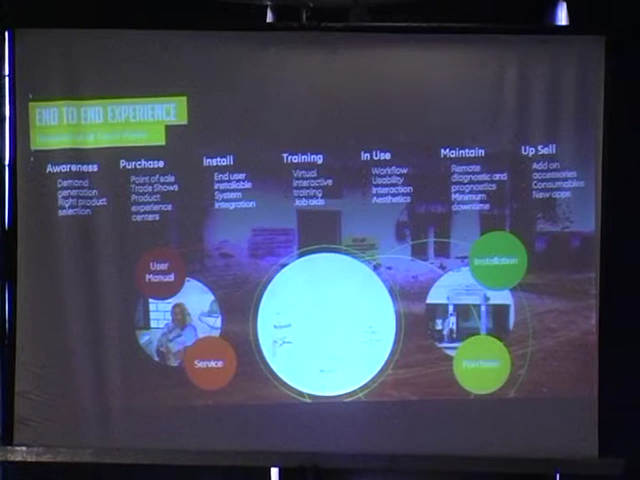 END TO END EXPERIENCE
Awareness
Demand
generation
Right product
selection
Purchase
Point of sale
Trade Shows
Product
experience
centers
Install
End user
installable
System
integration
Training
Virtual
interactive
training
Job aids
In Use
Workflow
Usability
Interaction
Aesthetics
Maintain
Remote
diagnostic and
prognostics
Minimum
downtime
Up Sell
Add on
accessories
Consumables
New apps
User
Manual
Service
Installation
Purchase